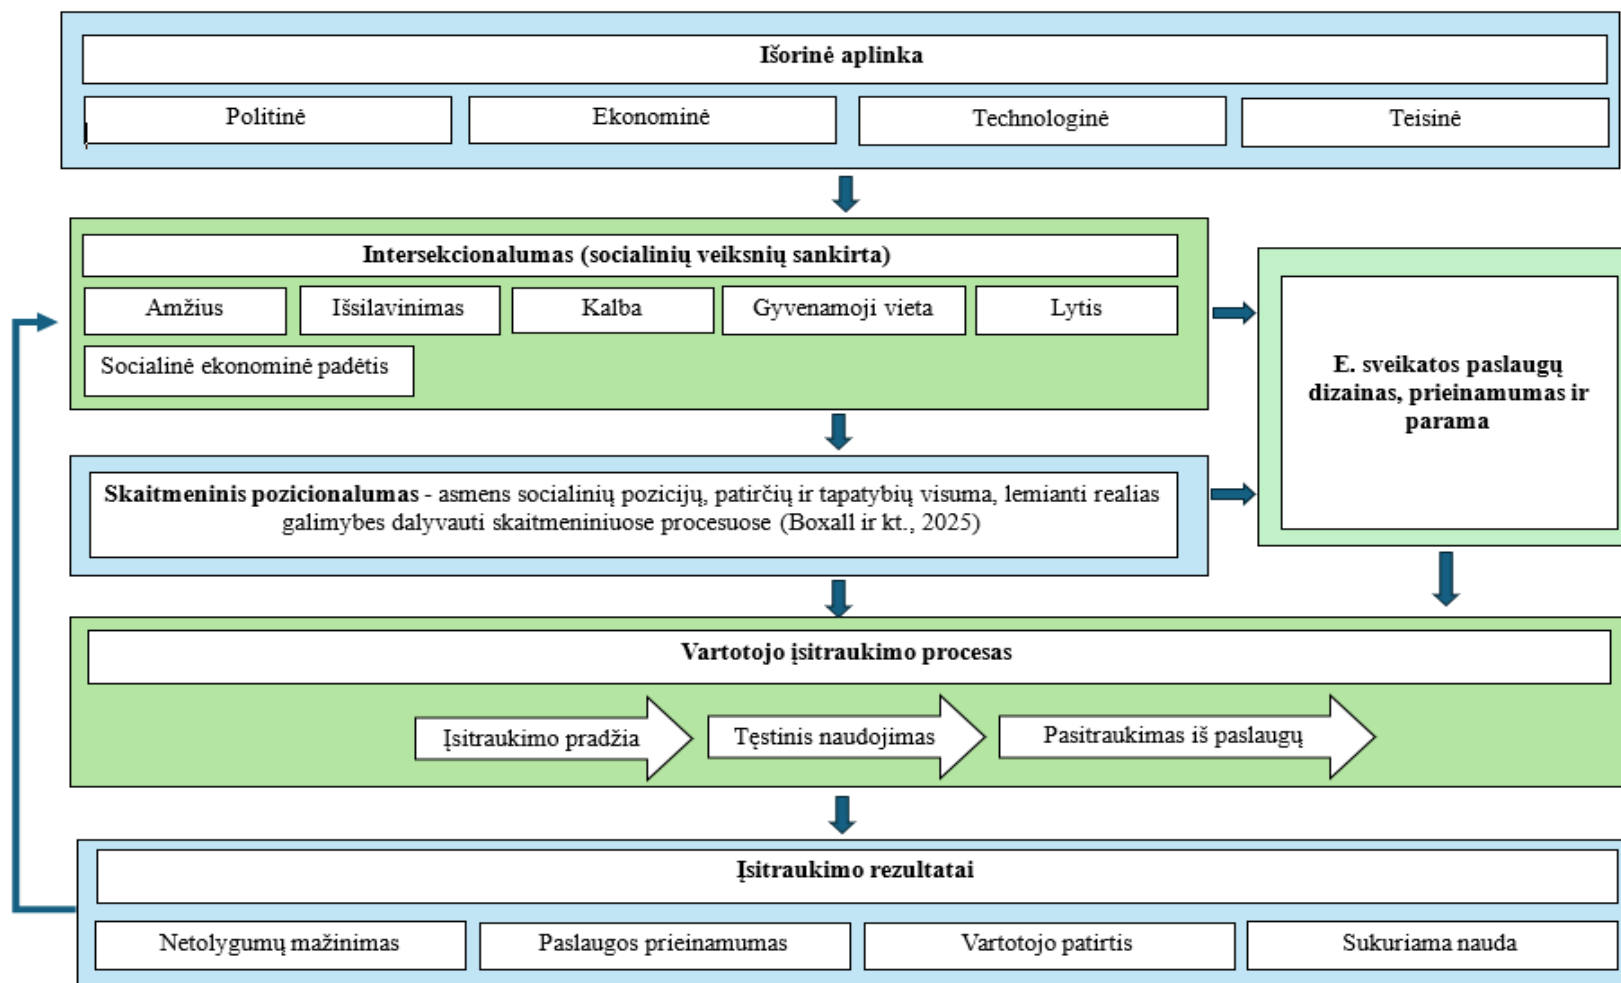 Išorinė aplinka
Politinė
Ekonominė
Technologinė
Teisinė
Intersekcionalumas (socialinių veiksnių sankirta)
Amžius
Išsilavinimas
Kalba
Gyvenamoji vieta
Lytis
Socialinė ekonominė padėtis
E. sveikatos paslaugų
dizainas, prieinamumas ir
parama
Skaitmeninis pozicionalumas - asmens socialinių pozicijų, patirčių ir tapatybių visuma, lemianti realias
galimybes dalyvauti skaitmeniniuose procesuose (Boxall ir kt., 2025)
Vartotojo įsitraukimo procesas
Įsitraukimo pradžia
Tęstinis naudojimas
Pasitraukimas iš paslaugų
Įsitraukimo rezultatai
Netolygumų mažinimas
Paslaugos prieinamumas
Vartotojo patirtis
Sukuriama nauda